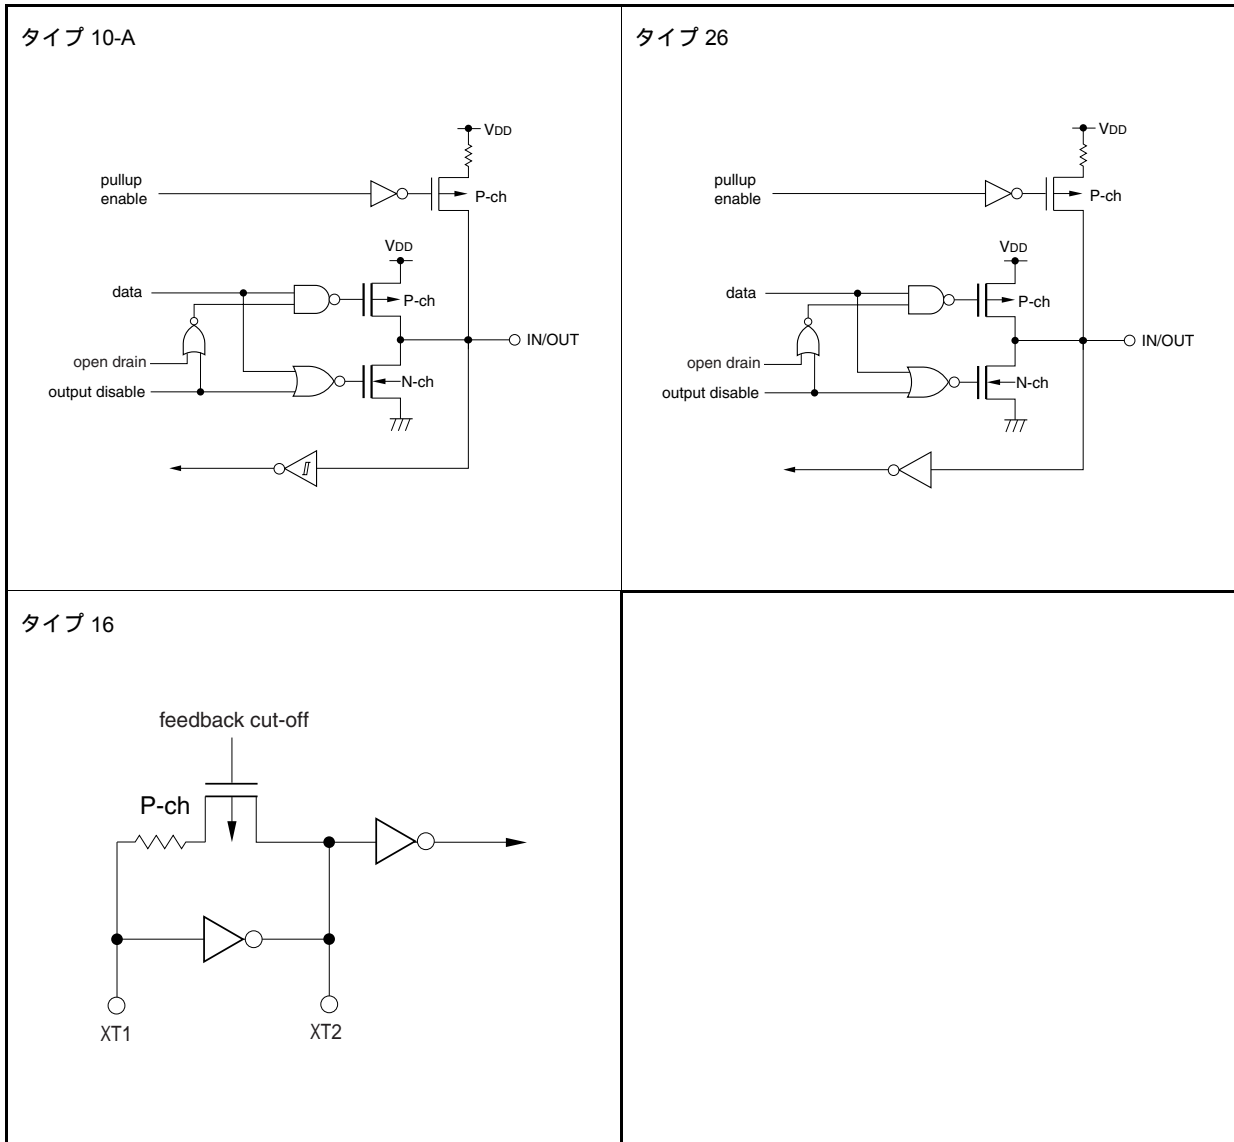 タイプ 10-A
VDD
pullup
enable
P-ch
VDD
data
P-ch
IN/OUT
open drain
N-ch
output disable
タイプ 26
VDD
pullup
enable
P-ch
VDD
data
P-ch
IN/OUT
open drain
N-ch
output disable
タイプ 16
feedback cut-off
P-ch
XT1
XT2